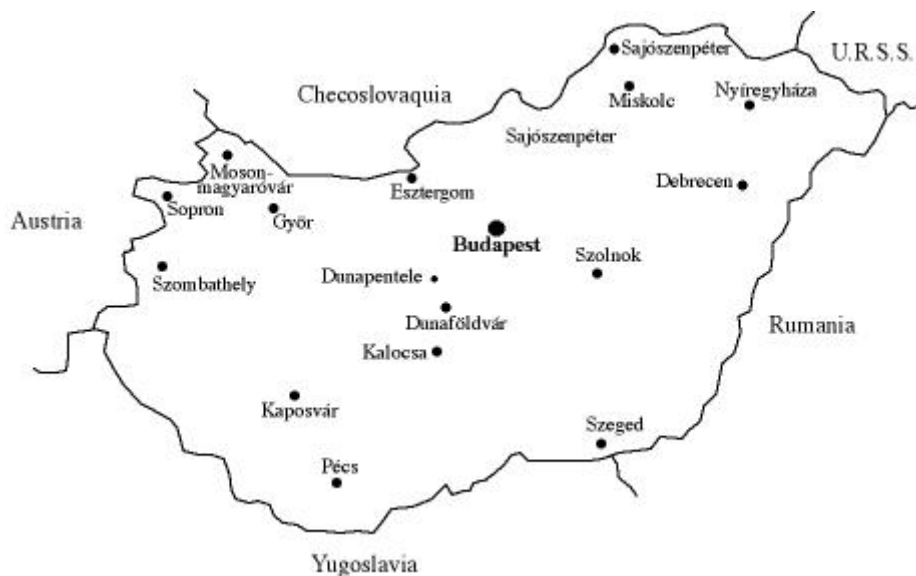 Sajószenpéter
U.R.S.S.
Checoslovaquia
Miskolc
Nyíregyháza
Sajószenpéter
Moson-
magyaróvár
Esztergom
Debrecen
Sopron
Austria
Györ
Budapest
Szolnok
Szombathely
Dunapentele
Dunaföldvár
Rumania
Kalocsa
Kaposvár
Szeged
Pécs
Yugoslavia